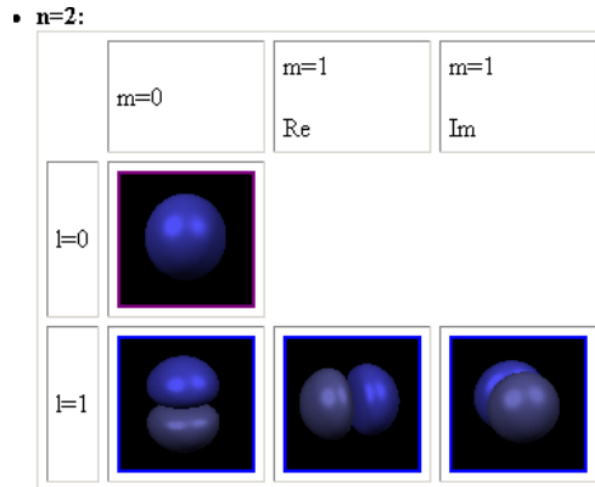 • n=2:
m=0
m=1
Re
m=1
Im
l=0
l=1